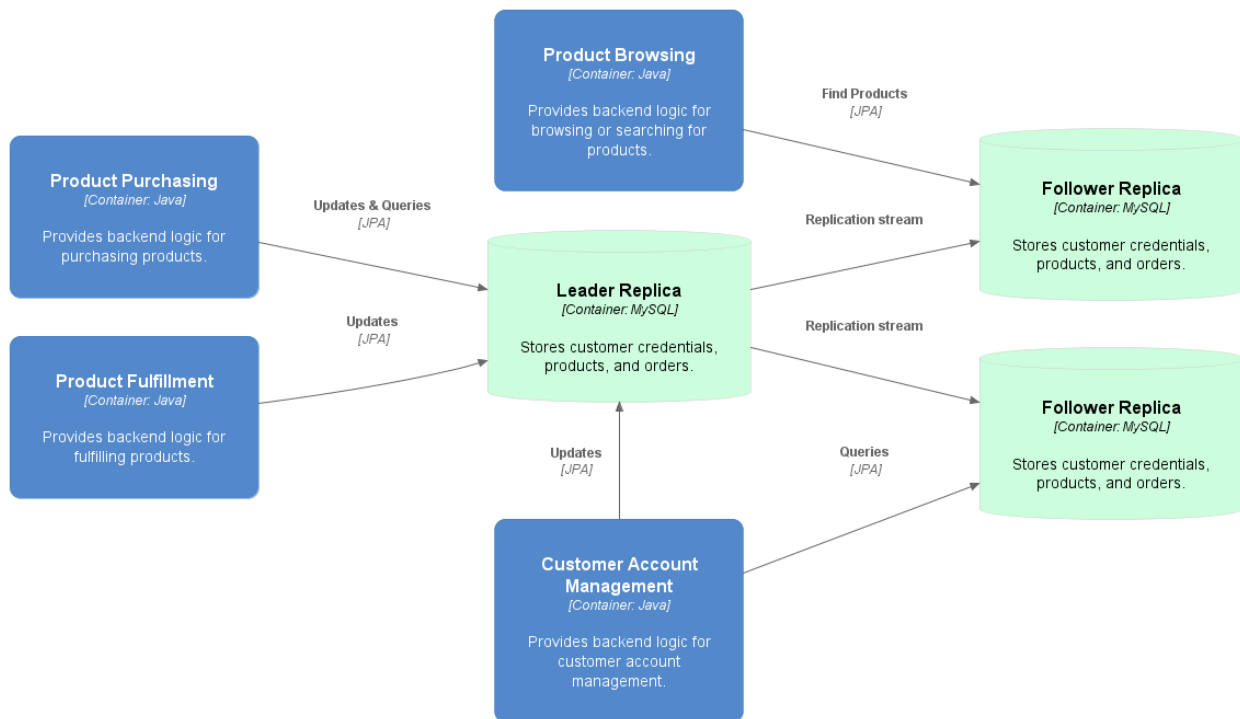 Product Browsing
[Container: Java]
Provides backend logic for
browsing or searching for
products.
Find Products
[JPA]
Product Purchasing
[Container: Java]
Provides backend logic for
purchasing products.
Updates & Queries
[JPA]
Follower Replica
[Container: MySQL]
Stores customer credentials,
products, and orders.
Replication stream
Leader Replica
[Container: MySQL]
Stores customer credentials,
products, and orders.
Updates
[JPA]
Replication stream
Product Fulfillment
[Container: Java]
Provides backend logic for
fulfilling products.
Follower Replica
[Container: MySQL]
Stores customer credentials,
products, and orders.
Updates
[JPA]
Queries
[JPA]
Customer Account
Management
[Container: Java]
Provides backend logic for
customer account
management.